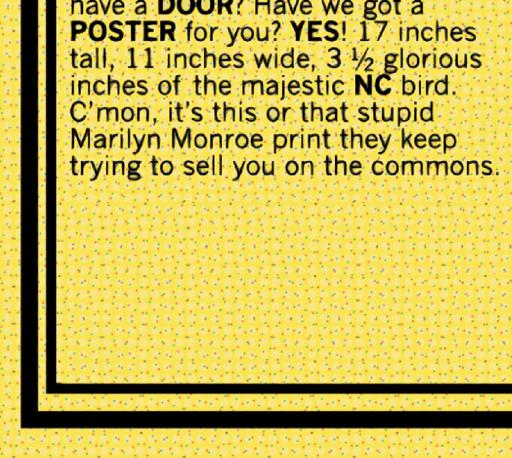 have a DOOR? Have we got a
POSTER for you? YES! 17 inches
tall, 11 inches wide, 3 ½ glorious
inches of the majestic NC bird.
C'mon, it's this or that stupid
Marilyn Monroe print they keep
trying to sell you on the commons.